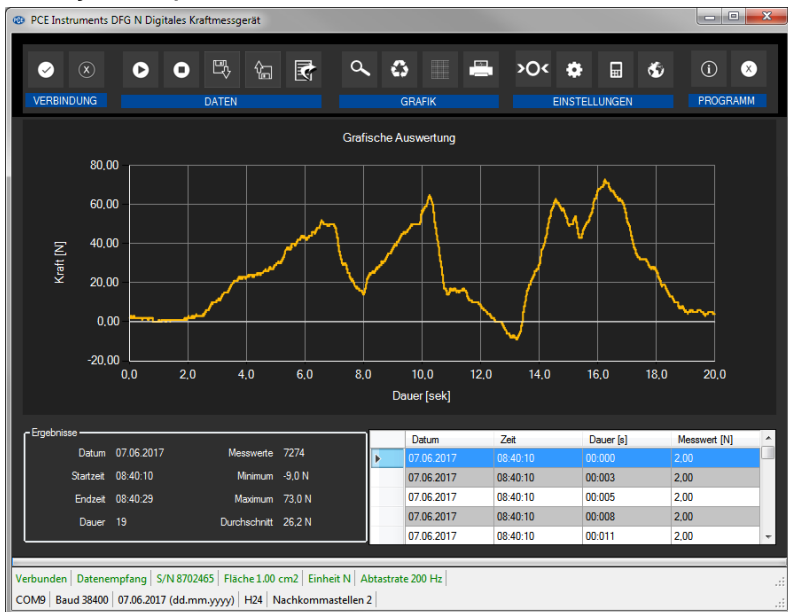 PCE Instruments DFG N Digitales Kraftmessgerät
VERBINDUNG DATEN GRAFIK EINSTELLUNGEN PROGRAMM
Grafische Auswertung
80,00
60,00
40,00
20,00
0,00
-20,00
Kraft [N]
0,0 2,0 4,0 6,0 8,0 10,0 12,0 14,0 16,0 18,0 20,0
Dauer [sek]
Ergebnisse
Datum 07.06.2017 Messwerte 7274
Startzeit 08:40:10 Minimum -9,0 N
Endzeit 08:40:29 Maximum 73,0 N
Dauer 19 Durchschnitt 26,2 N
Datum Zeit Dauer [s] Messwert [N]
07.06.2017 08:40:10 00:000 2,00
07.06.2017 08:40:10 00:003 2,00
07.06.2017 08:40:10 00:005 2,00
07.06.2017 08:40:10 00:008 2,00
07.06.2017 08:40:10 00:011 2,00
Verbunden Datenempfang S/N 8702465 Fläche 1.00 cm2 Einheit N Abtastrate 200 Hz
COM9 Baud 38400 07.06.2017 (dd.mm.yyyy) H24 Nachkommastellen 2